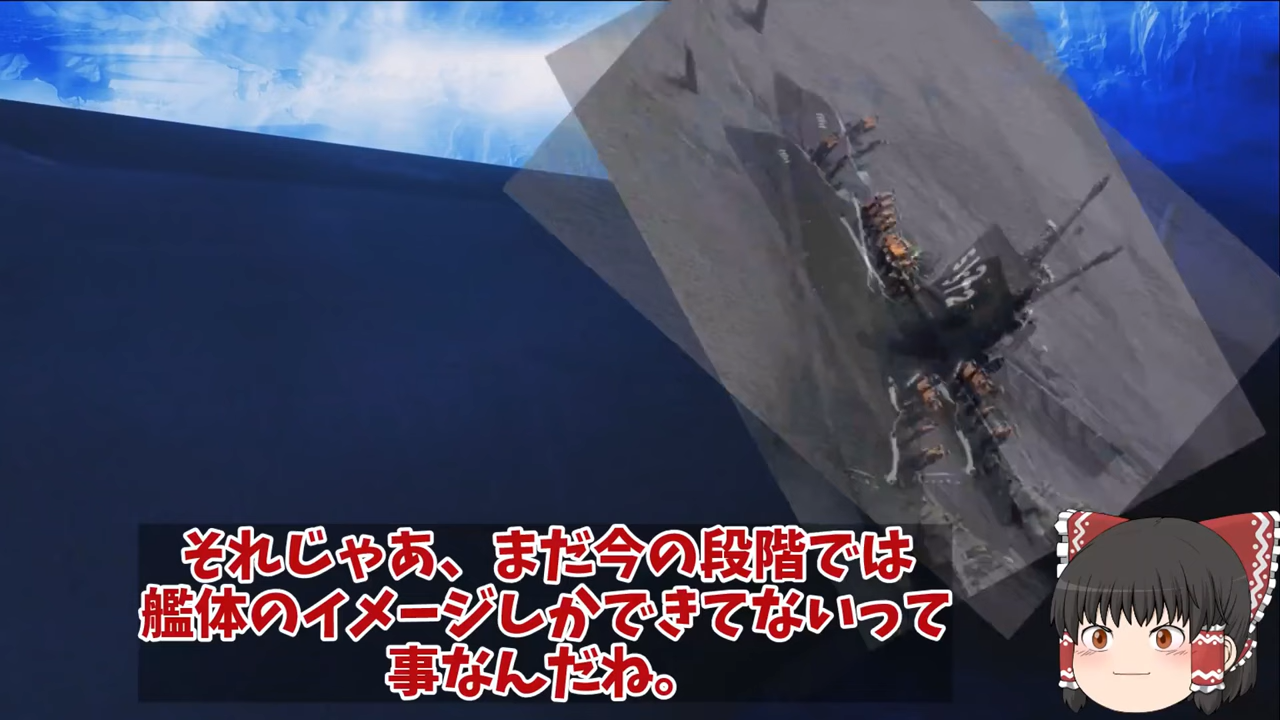 それじゃあ、まだ今の段階では
艦体のイメージしかできてないって
事なんだね。